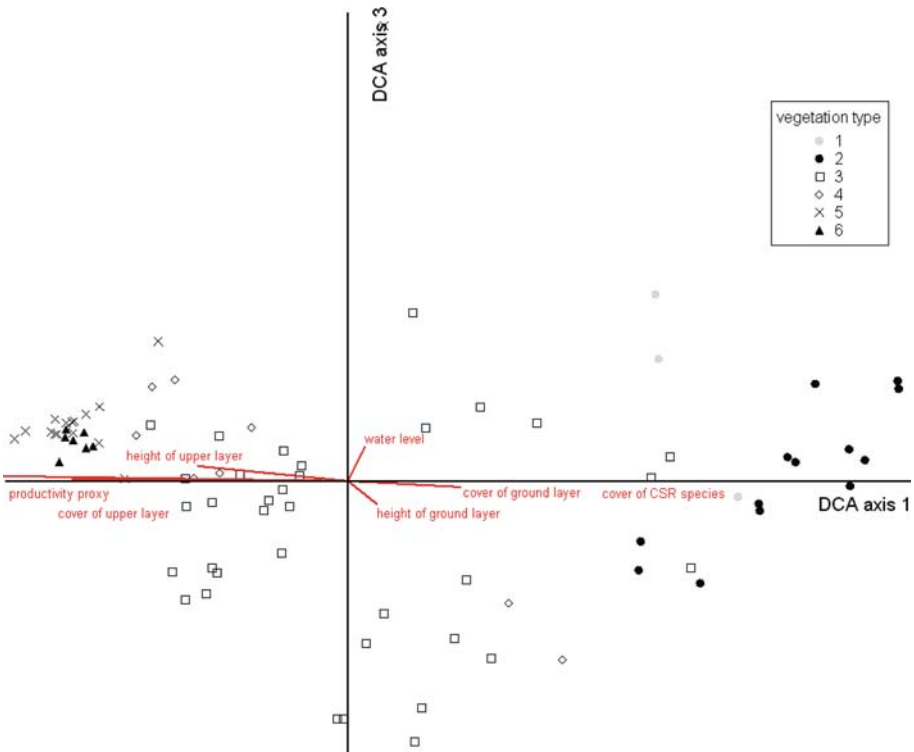 DCA axis 3
vegetation type
1
2
3
4
5
6
water level
height of upper layer
productivity proxy
cover of ground layer
cover of CSR species
DCA axis 1
cover of upper layer
height of ground layer